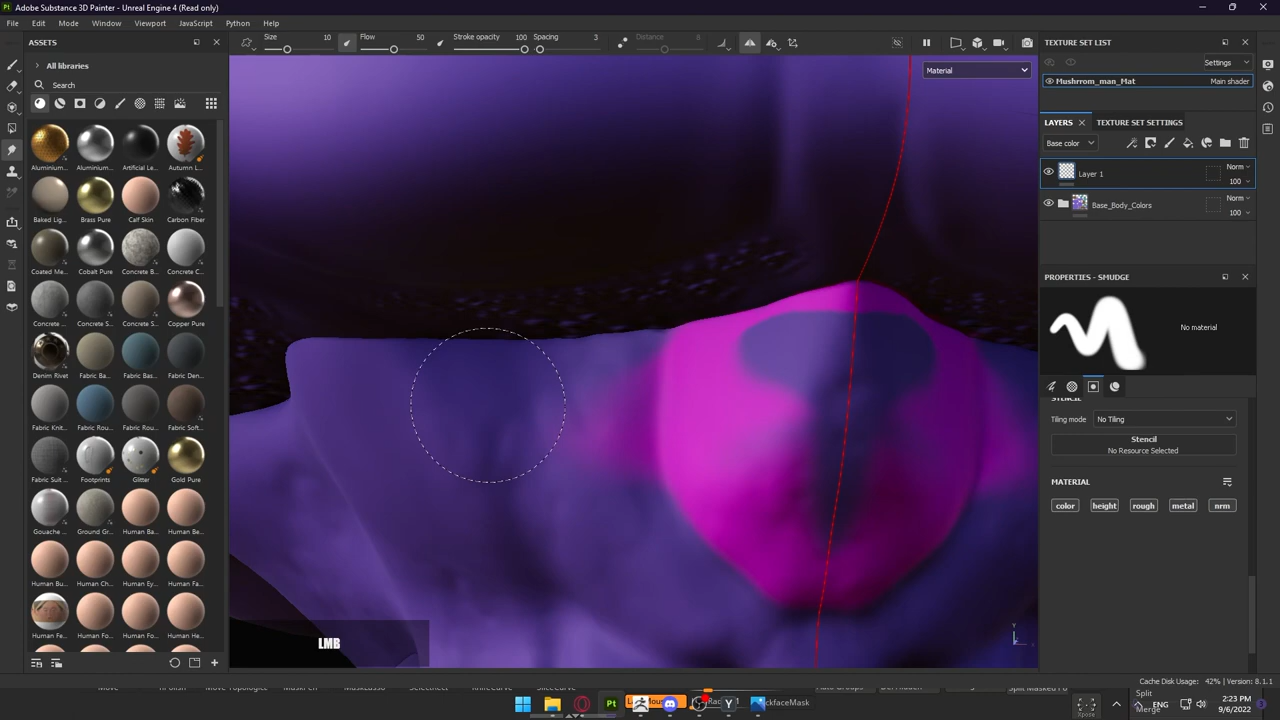 Adobe Substance 3D Painter - Unreal Engine 4 (Read only)
File Edit Mode Window Viewport JavaScript Python Help
ASSETS
Size 10 Flow 50 Stroke opacity 100 Spacing 3 Distance 8
All libraries
Search
Aluminium... Aluminium... Artificial Le... Autumn L...
Baked Lig... Brass Pure Calf Skin Carbon Fiber
Coated Me... Cobalt Pure Concrete B... Concrete C...
Concrete ... Concrete S... Concrete S... Copper Pure
Denim Rivet Fabric Ba... Fabric Bas... Fabric Den...
Fabric Knit... Fabric Rou... Fabric Rou... Fabric Soft...
Fabric Suit ... Footprints Glitter Gold Pure
Gouache ... Ground Gr... Human Ba... Human Be...
Human Bu... Human Ch... Human Ey... Human Fa...
Human Fe... Human Fo... Human Fo... Human He...
Material
LMB
Y
TEXTURE SET LIST
Settings
Mushrrom_man_Mat Main shader
LAYERS TEXTURE SET SETTINGS
Base color
Layer 1 Norm 100
Base_Body_Colors Norm 100
PROPERTIES - SMUDGE
No material
STENCIL
Tiling mode No Tiling
Stencil
No Resource Selected
MATERIAL
color height rough metal nrm
Cache Disk Usage: 42% | Version: 8.1.1
Split
Merge
2:23 PM
9/6/2022